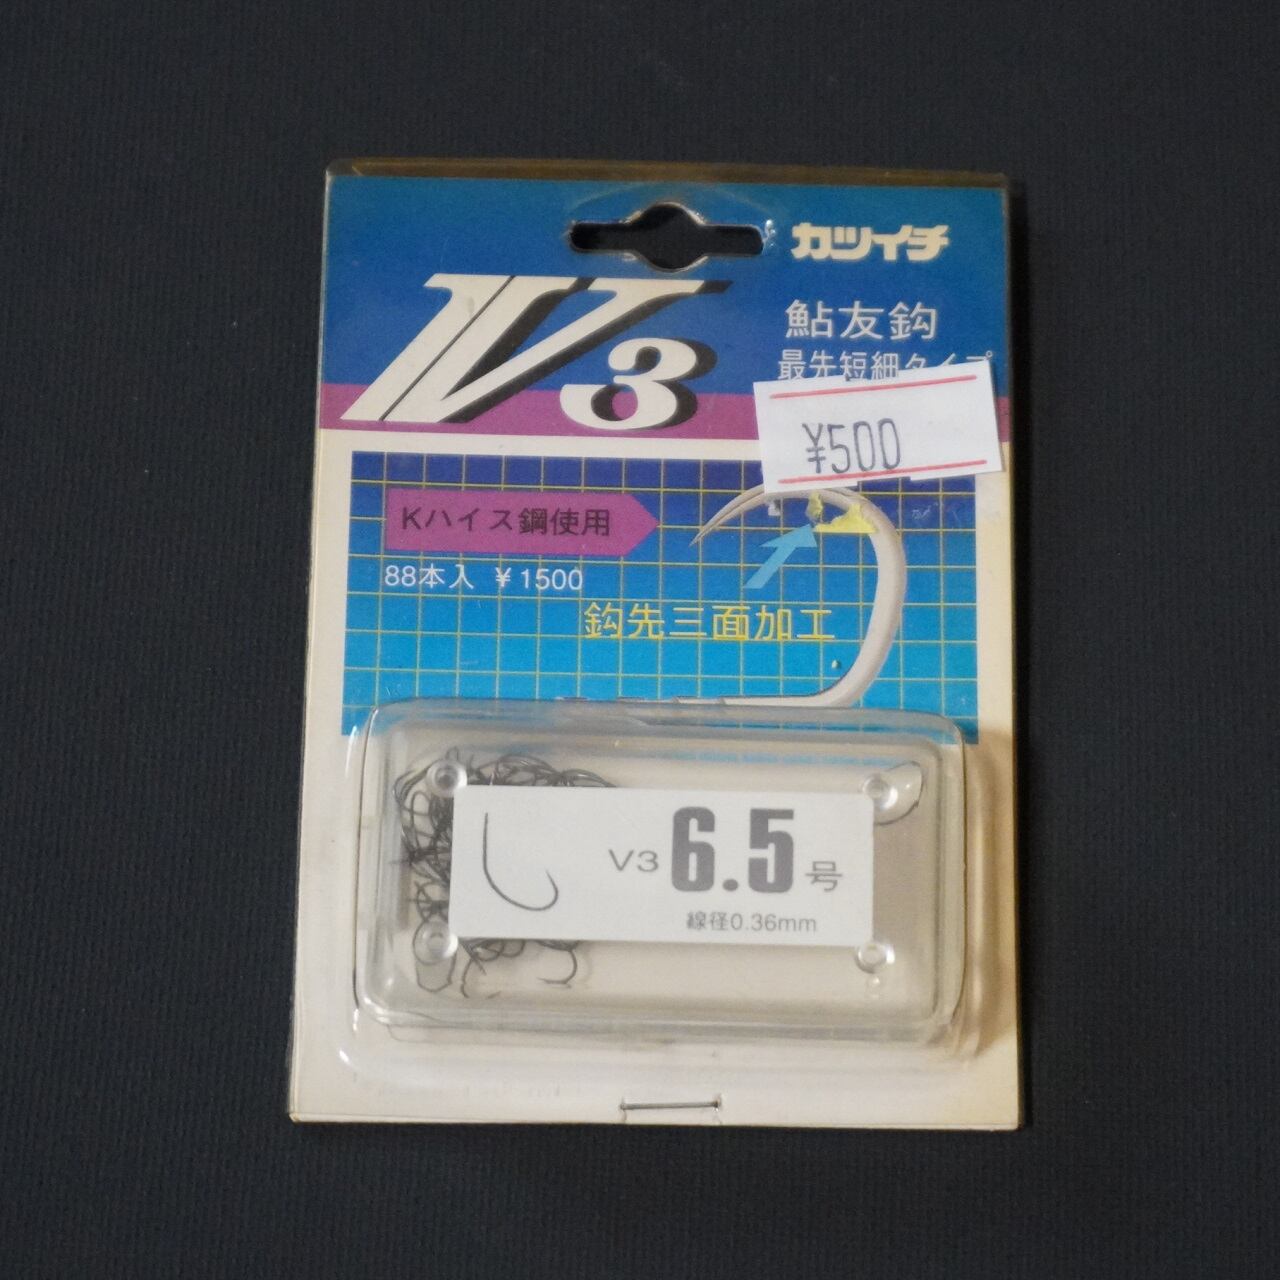 カツイチ
V3
鮎友鈎
最先短細タイプ
¥500
Kハイス鋼使用
88本入 ¥1500
鈎先三面加工
V3 6.5号
線径0.36mm